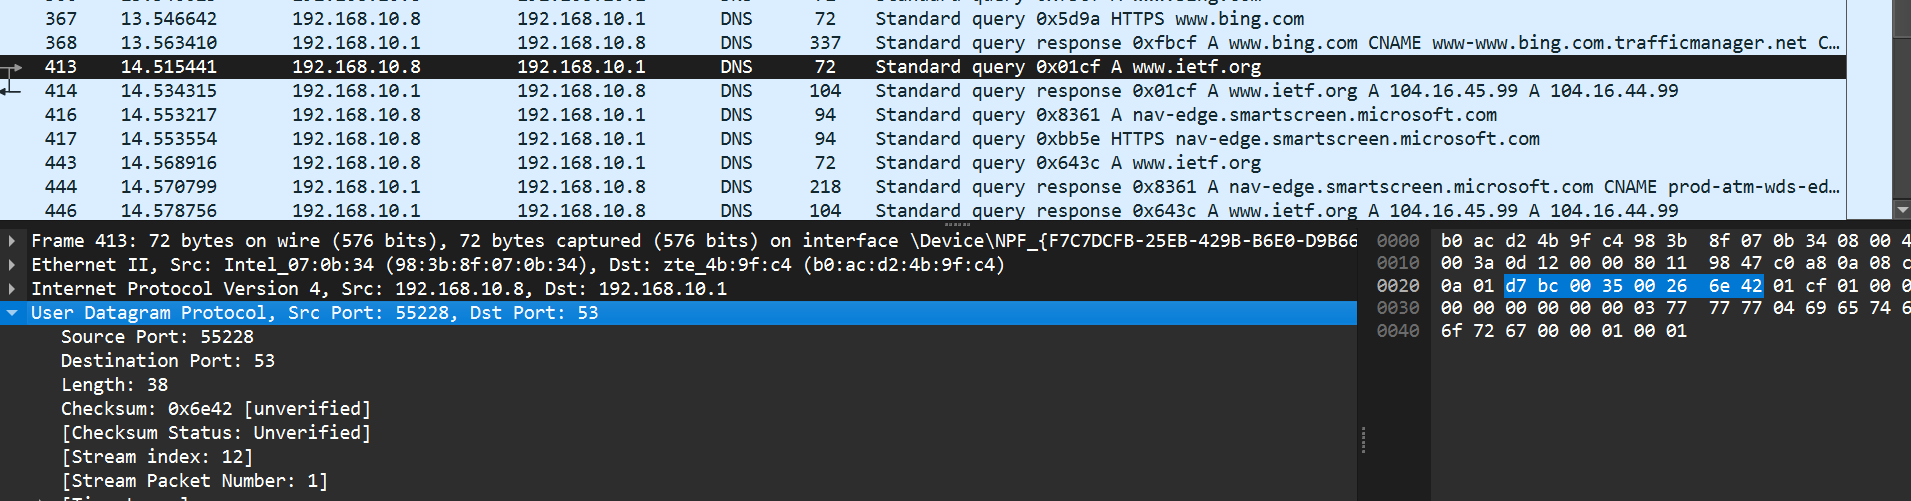 367 13.546642 192.168.10.8 192.168.10.1 DNS 72 Standard query 0x5d9a HTTPS www.bing.com
368 13.563410 192.168.10.1 192.168.10.8 DNS 337 Standard query response 0xfbcf A www.bing.com CNAME www-www.bing.com.trafficmanager.net C…
413 14.515441 192.168.10.8 192.168.10.1 DNS 72 Standard query 0x01cf A www.ietf.org
414 14.534315 192.168.10.1 192.168.10.8 DNS 104 Standard query response 0x01cf A www.ietf.org A 104.16.45.99 A 104.16.44.99
416 14.553217 192.168.10.8 192.168.10.1 DNS 94 Standard query 0x8361 A nav-edge.smartscreen.microsoft.com
417 14.553554 192.168.10.8 192.168.10.1 DNS 94 Standard query 0xbb5e HTTPS nav-edge.smartscreen.microsoft.com
443 14.568916 192.168.10.8 192.168.10.1 DNS 72 Standard query 0x643c A www.ietf.org
444 14.570799 192.168.10.1 192.168.10.8 DNS 218 Standard query response 0x8361 A nav-edge.smartscreen.microsoft.com CNAME prod-atm-wds-ed…
446 14.578756 192.168.10.1 192.168.10.8 DNS 104 Standard query response 0x643c A www.ietf.org A 104.16.45.99 A 104.16.44.99
Frame 413: 72 bytes on wire (576 bits), 72 bytes captured (576 bits) on interface \Device\NPF_{F7C7DCFB-25EB-429B-B6E0-D9B66
Ethernet II, Src: Intel_07:0b:34 (98:3b:8f:07:0b:34), Dst: zte_4b:9f:c4 (b0:ac:d2:4b:9f:c4)
Internet Protocol Version 4, Src: 192.168.10.8, Dst: 192.168.10.1
User Datagram Protocol, Src Port: 55228, Dst Port: 53
Source Port: 55228
Destination Port: 53
Length: 38
Checksum: 0x6e42 [unverified]
[Checksum Status: Unverified]
[Stream index: 12]
[Stream Packet Number: 1]
0000 b0 ac d2 4b 9f c4 98 3b 8f 07 0b 34 08 00 4
0010 00 3a 0d 12 00 00 80 11 98 47 c0 a8 0a 08 c
0020 0a 01 d7 bc 00 35 00 26 6e 42 01 cf 01 00 0
0030 00 00 00 00 00 00 03 77 77 77 04 69 65 74 6
0040 6f 72 67 00 00 01 00 01